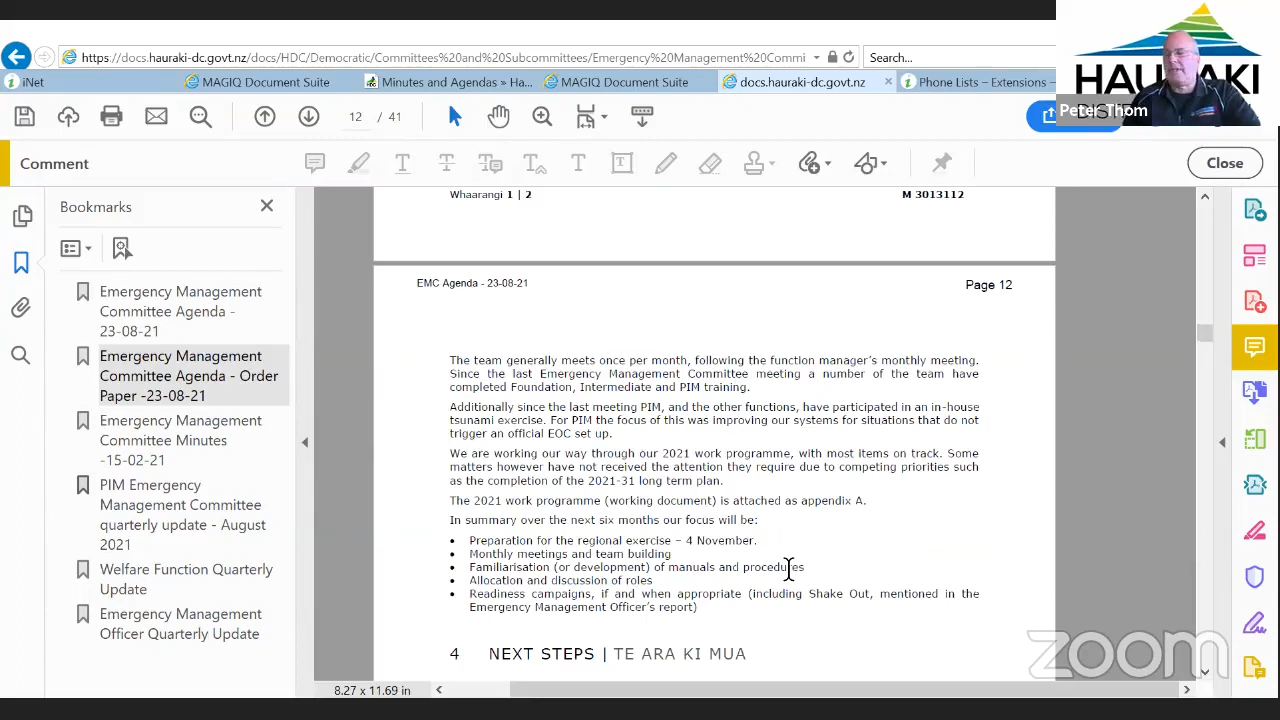 https://docs.hauraki-dc.govt.nz/docs/HDC/Democratic/Committees%20and%20Subcommittees/Emergency%20Management%20Commi
Search...
iNet
MAGIQ Document Suite
Minutes and Agendas » Ha...
MAGIQ Document Suite
docs.hauraki-dc.govt.nz
Phone Lists – Extensions
HAURAKI
Peter Thom
12 / 41
Comment
Close
Bookmarks
Emergency Management
Committee Agenda -
23-08-21
Emergency Management
Committee Agenda - Order
Paper -23-08-21
Emergency Management
Committee Minutes
-15-02-21
PIM Emergency
Management Committee
quarterly update - August
2021
Welfare Function Quarterly
Update
Emergency Management
Officer Quarterly Update
Whaarangi 1 | 2
M 3013112
EMC Agenda - 23-08-21
Page 12
The team generally meets once per month, following the function manager's monthly meeting.
Since the last Emergency Management Committee meeting a number of the team have
completed Foundation, Intermediate and PIM training.
Additionally since the last meeting PIM, and the other functions, have participated in an in-house
tsunami exercise. For PIM the focus of this was improving our systems for situations that do not
trigger an official EOC set up.
We are working our way through our 2021 work programme, with most items on track. Some
matters however have not received the attention they require due to competing priorities such
as the completion of the 2021-31 long term plan.
The 2021 work programme (working document) is attached as appendix A.
In summary over the next six months our focus will be:
• Preparation for the regional exercise – 4 November.
• Monthly meetings and team building
• Familiarisation (or development) of manuals and procedures
• Allocation and discussion of roles
• Readiness campaigns, if and when appropriate (including Shake Out, mentioned in the
Emergency Management Officer's report)
4 NEXT STEPS | TE ARA KI MUA
8.27 x 11.69 in
zoom